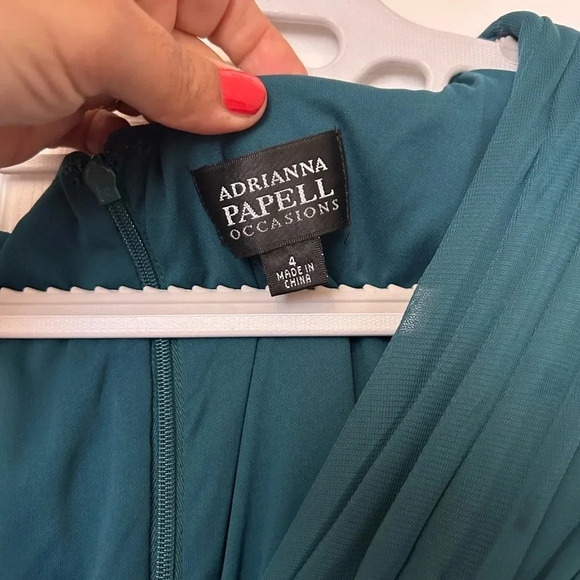 ADRIANNA
PAPELL
OCCASIONS
4
MADE IN
CHINA